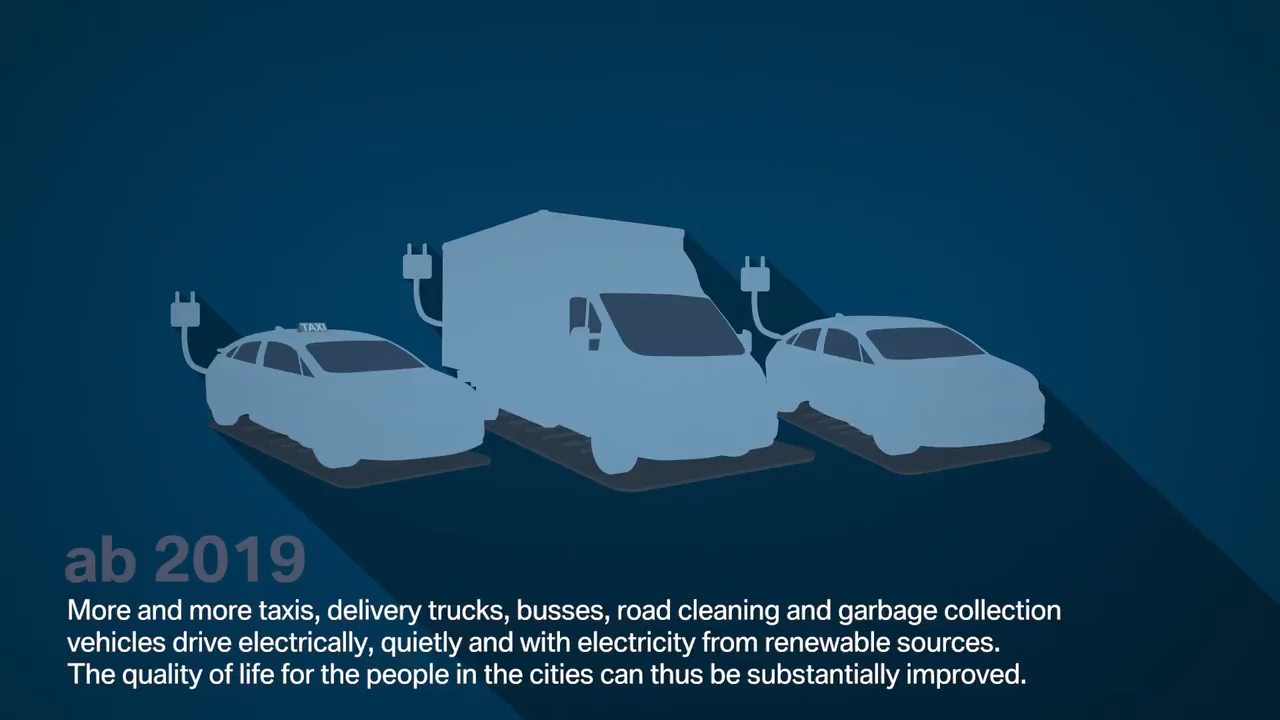 TAXI
ab 2019
More and more taxis, delivery trucks, busses, road cleaning and garbage collection
vehicles drive electrically, quietly and with electricity from renewable sources.
The quality of life for the people in the cities can thus be substantially improved.